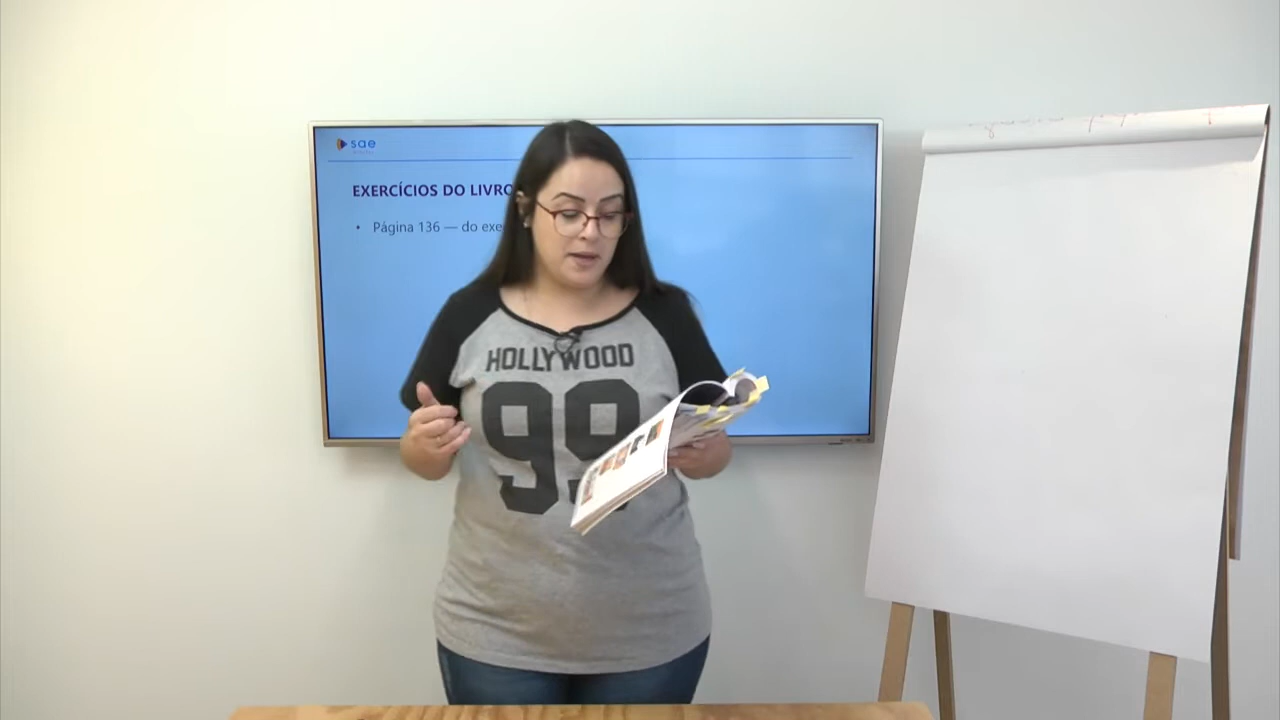 sae
EXERCÍCIOS DO LIVRO
• Página 136 — do exe
HOLLYWOOD
99